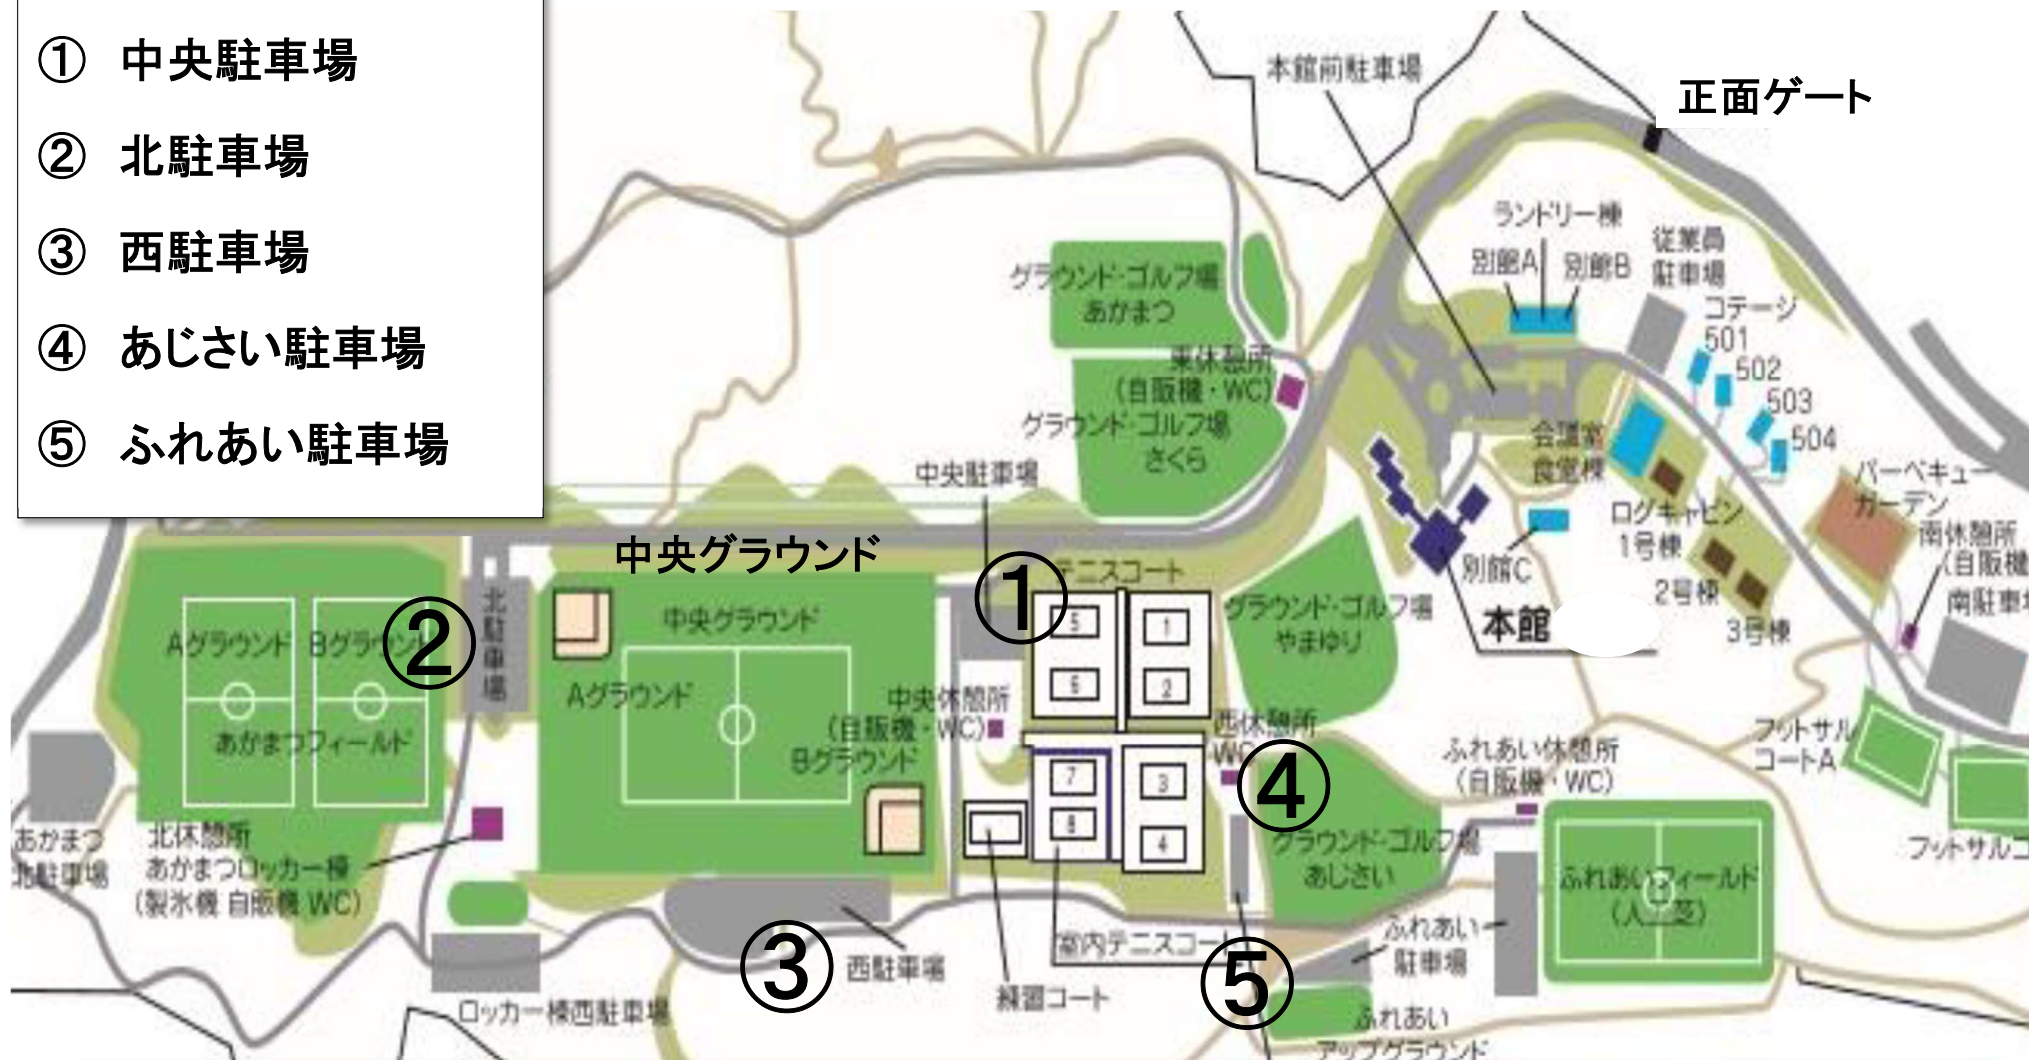 ① 中央駐車場
② 北駐車場
③ 西駐車場
④ あじさい駐車場
⑤ ふれあい駐車場
本館前駐車場
正面ゲート
ランドリー棟
別館A
別館B
従業員
駐車場
コテージ
501
502
503
504
グラウンド・ゴルフ場
あかまつ
東休憩所
(自販機・WC)
グラウンド・ゴルフ場
さくら
中央駐車場
会議室
食堂棟
バーベキュー
ガーデン
ログキャビン
1号棟
2号棟
3号棟
南休憩所
(自販機
南駐車場
別館C
本館
中央グラウンド
①
テニスコート
5
1
6
2
7
3
8
4
グラウンド・ゴルフ場
やまゆり
北駐車場
②
Aグラウンド
Bグラウンド
あかまつフィールド
中央グラウンド
Aグラウンド
Bグラウンド
中央休憩所
(自販機・WC)
西休憩所
WC
④
ふれあい休憩所
(自販機・WC)
フットサル
コートA
フットサルコ
あかまつ
北駐車場
北休憩所
あかまつロッカー棟
(製氷機 自販機 WC)
グラウンド・ゴルフ場
あじさい
ふれあいフィールド
(人工芝)
ふれあい
駐車場
③
西駐車場
室内テニスコート
⑤
練習コート
ロッカー棟西駐車場
ふれあい
アップグラウンド